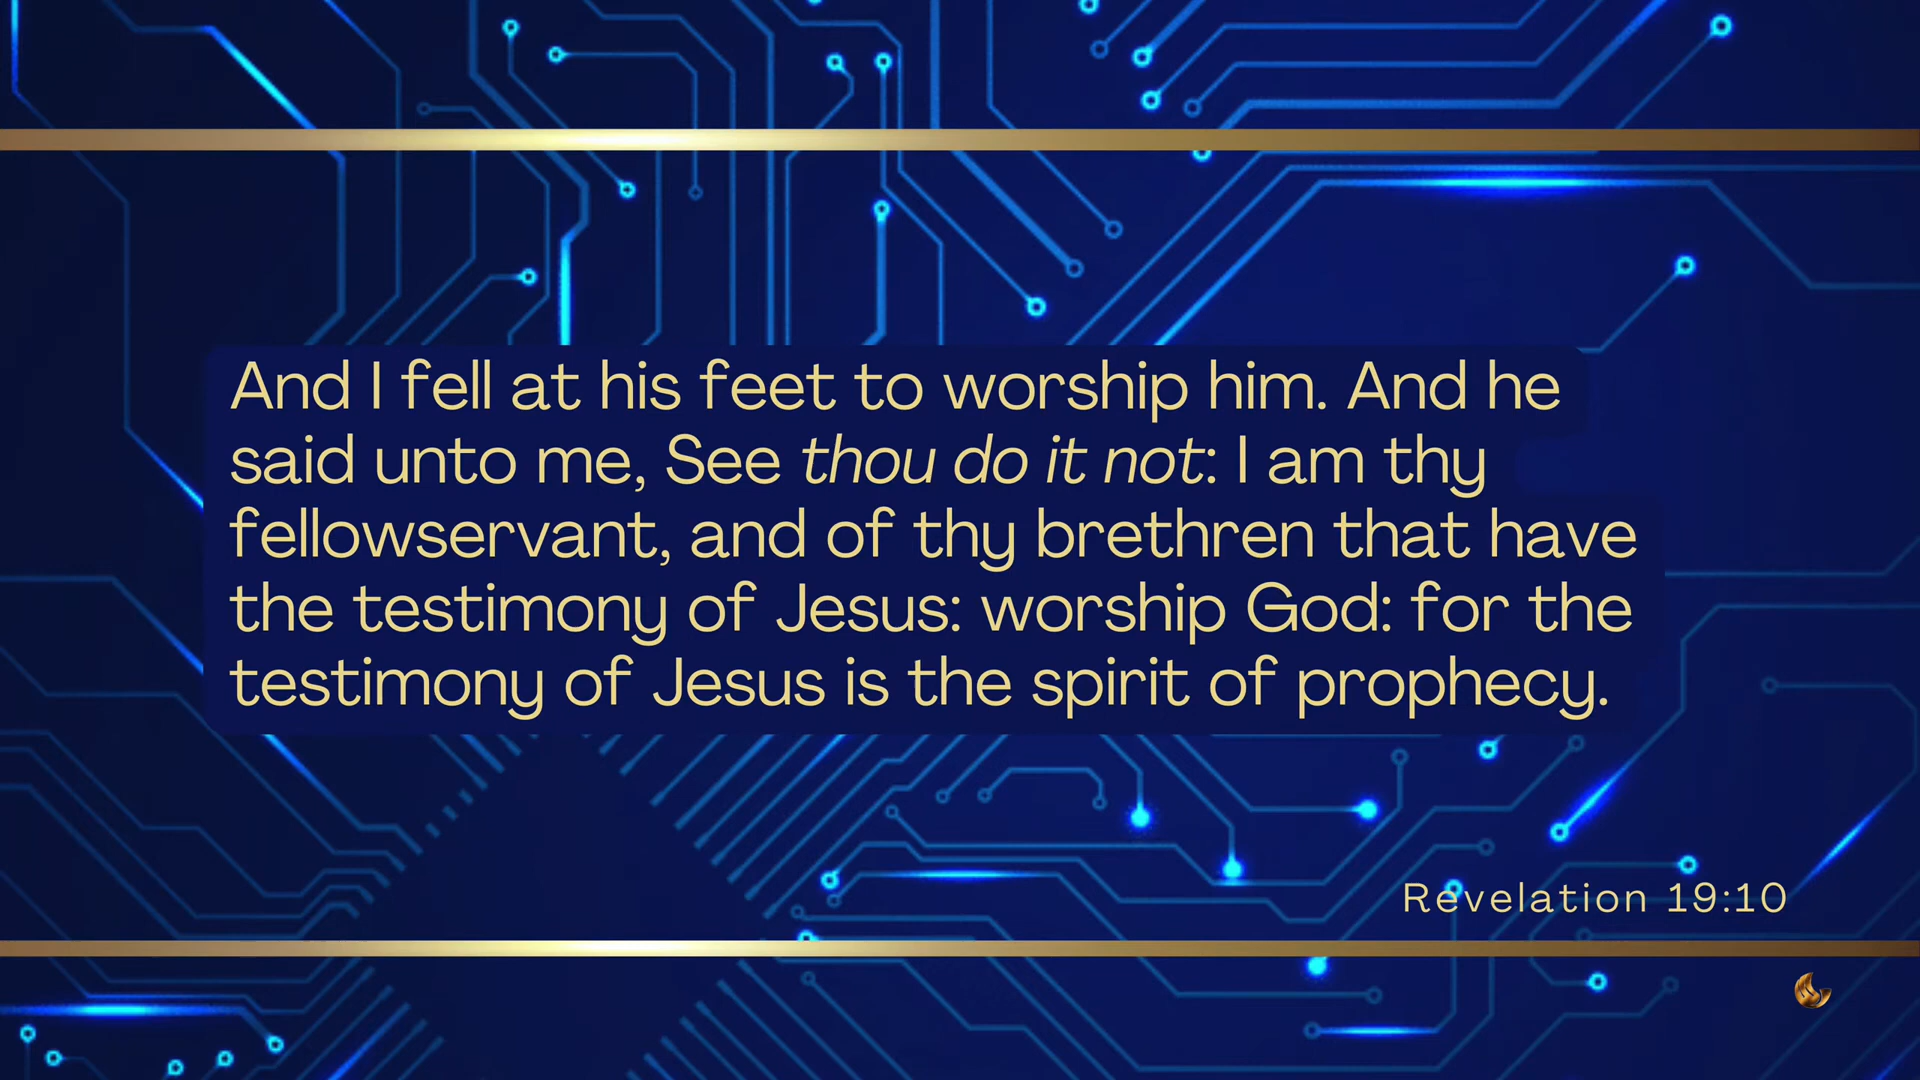 And I fell at his feet to worship him. And he
said unto me, See thou do it not: I am thy
fellowservant, and of thy brethren that have
the testimony of Jesus: worship God: for the
testimony of Jesus is the spirit of prophecy.
Revelation 19:10